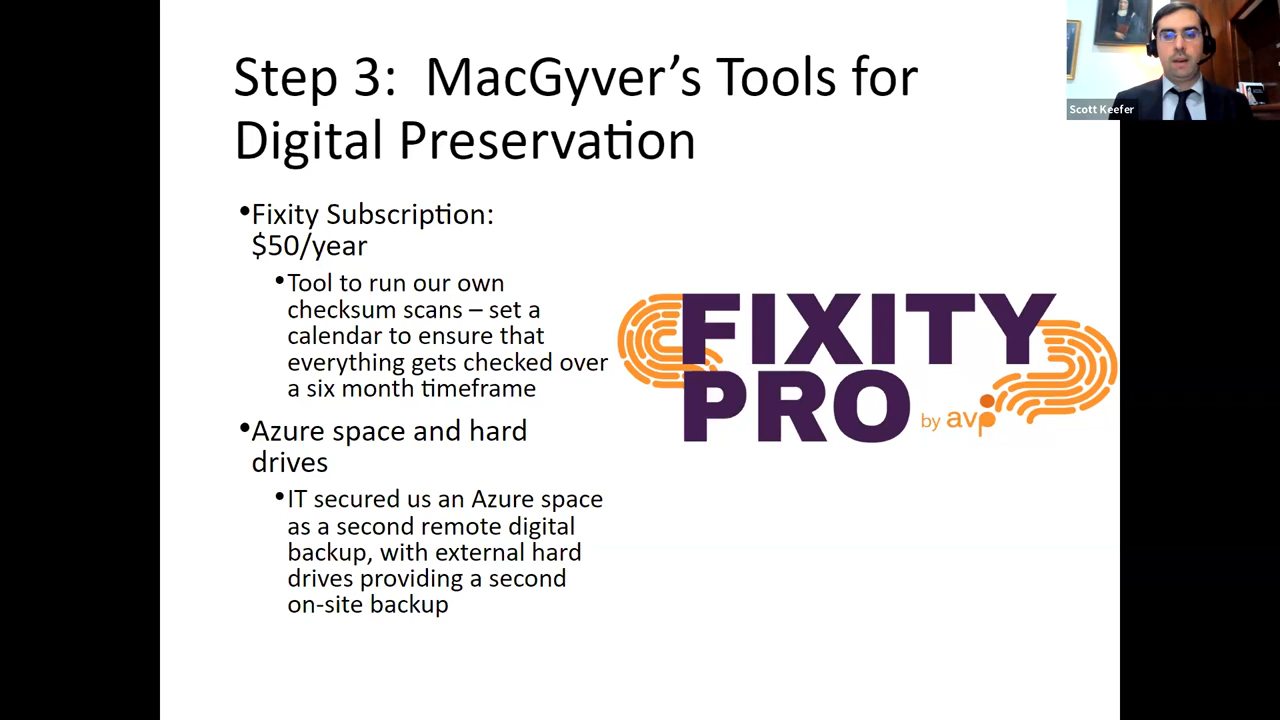 Step 3:  MacGyver’s Tools for
Digital Preservation
•Fixity Subscription:
$50/year
•Tool to run our own
checksum scans – set a
calendar to ensure that
everything gets checked over
a six month timeframe
•Azure space and hard
drives
•IT secured us an Azure space
as a second remote digital
backup, with external hard
drives providing a second
on-site backup
FIXITY
PRO
by avp
Scott Keefer